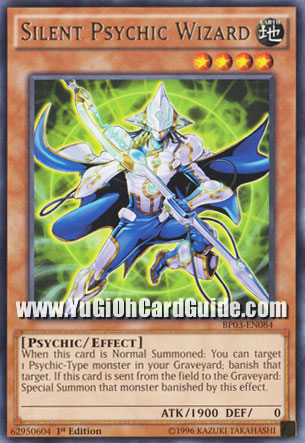 SILENT PSYCHIC WIZARD
EARTH
地
www.YuGiOhCardGuide.com
BP03-EN084
[PSYCHIC/EFFECT]
When this card is Normal Summoned: You can target
1 Psychic-Type monster in your Graveyard; banish
that target. If this card is sent from the field to the Graveyard:
Special Summon that monster banished by this effect.
ATK/1900 DEF/ 0
62950604 1st Edition ©1996 KAZUKI TAKAHASHI